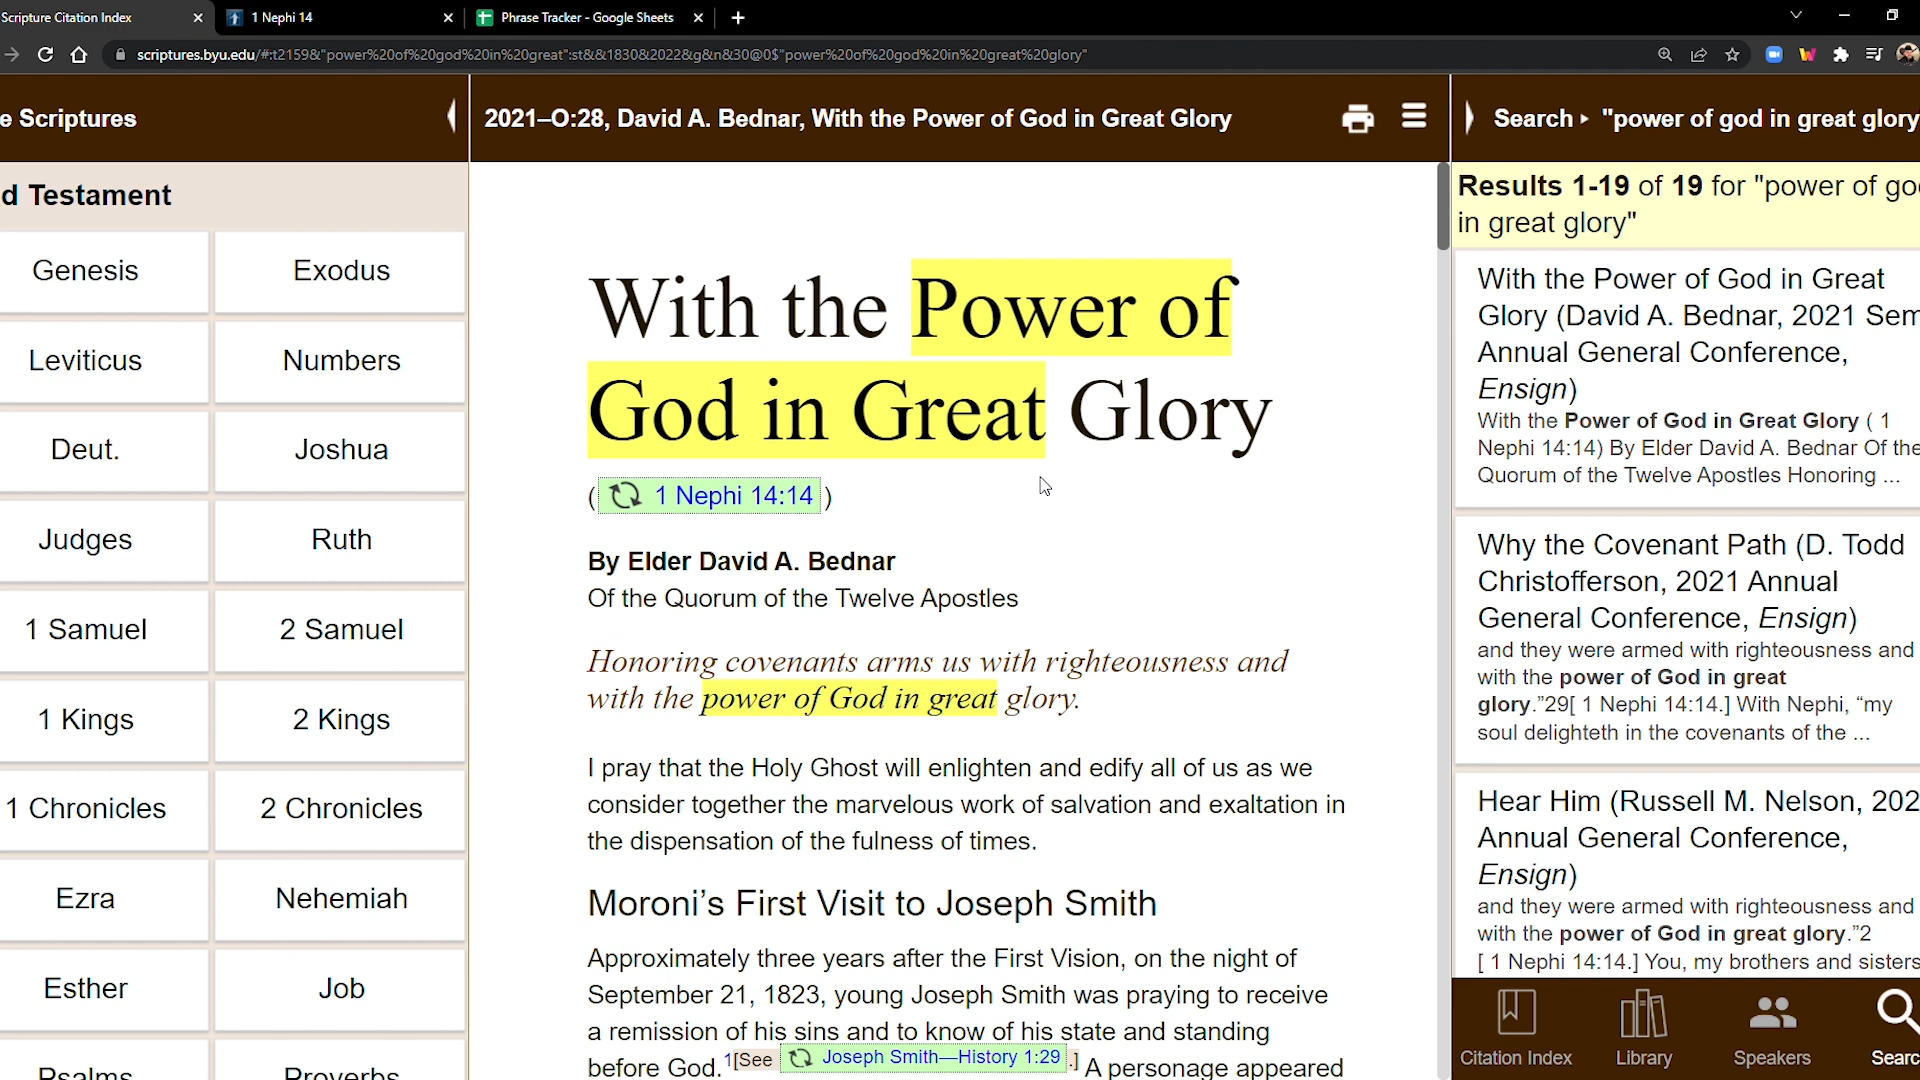 Scripture Citation Index
1 Nephi 14
Phrase Tracker - Google Sheets
scriptures.byu.edu/#:t2159&"power%20of%20god%20in%20great":st&&1830&2022&g&n&30@0$"power%20of%20god%20in%20great%20glory"
e Scriptures
2021–O:28, David A. Bednar, With the Power of God in Great Glory
Search ▸ "power of god in great glory
d Testament
Genesis
Exodus
Leviticus
Numbers
Deut.
Joshua
Judges
Ruth
1 Samuel
2 Samuel
1 Kings
2 Kings
1 Chronicles
2 Chronicles
Ezra
Nehemiah
Esther
Job
Psalms
Proverbs
With the Power of
God in Great Glory
( 1 Nephi 14:14 )
By Elder David A. Bednar
Of the Quorum of the Twelve Apostles
Honoring covenants arms us with righteousness and
with the power of God in great glory.
I pray that the Holy Ghost will enlighten and edify all of us as we
consider together the marvelous work of salvation and exaltation in
the dispensation of the fulness of times.
Moroni’s First Visit to Joseph Smith
Approximately three years after the First Vision, on the night of
September 21, 1823, young Joseph Smith was praying to receive
a remission of his sins and to know of his state and standing
before God. 1[See Joseph Smith—History 1:29 .] A personage appeared
Results 1-19 of 19 for "power of go
in great glory"
With the Power of God in Great
Glory (David A. Bednar, 2021 Sem
Annual General Conference,
Ensign)
With the Power of God in Great Glory ( 1
Nephi 14:14) By Elder David A. Bednar Of the
Quorum of the Twelve Apostles Honoring ...
Why the Covenant Path (D. Todd
Christofferson, 2021 Annual
General Conference, Ensign)
and they were armed with righteousness and
with the power of God in great
glory.”29[ 1 Nephi 14:14.] With Nephi, “my
soul delighteth in the covenants of the ...
Hear Him (Russell M. Nelson, 202
Annual General Conference,
Ensign)
and they were armed with righteousness and
with the power of God in great glory.”2
[ 1 Nephi 14:14.] You, my brothers and sisters
Citation Index
Library
Speakers
Searc